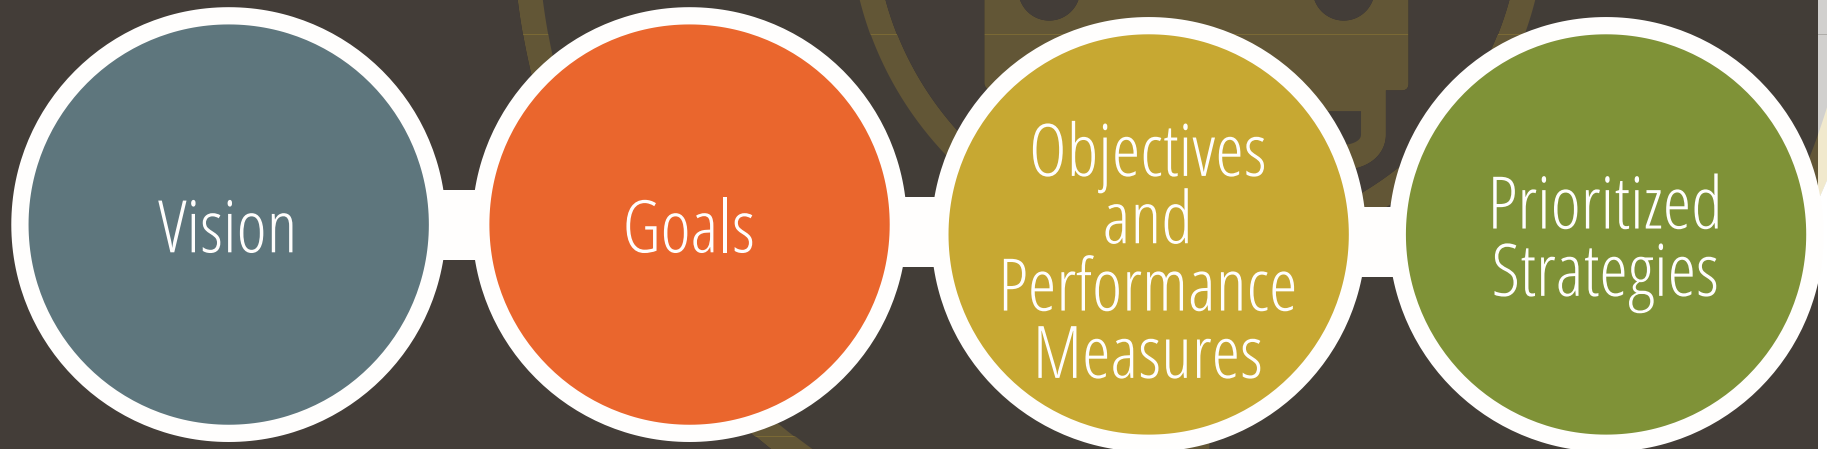 Vision
Goals
Objectives
and
Performance
Measures
Prioritized
Strategies